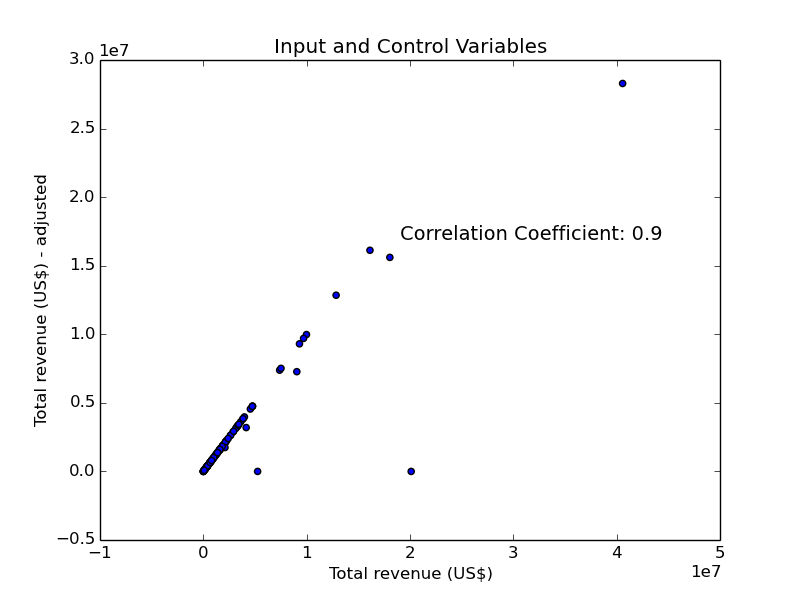 Input and Control Variables
1e7
3.0
2.5
2.0
Correlation Coefficient: 0.9
1.5
1.0
0.5
0.0
−0.5
Total revenue (US$) - adjusted
−1 0 1 2 3 4 5
Total revenue (US$)
1e7